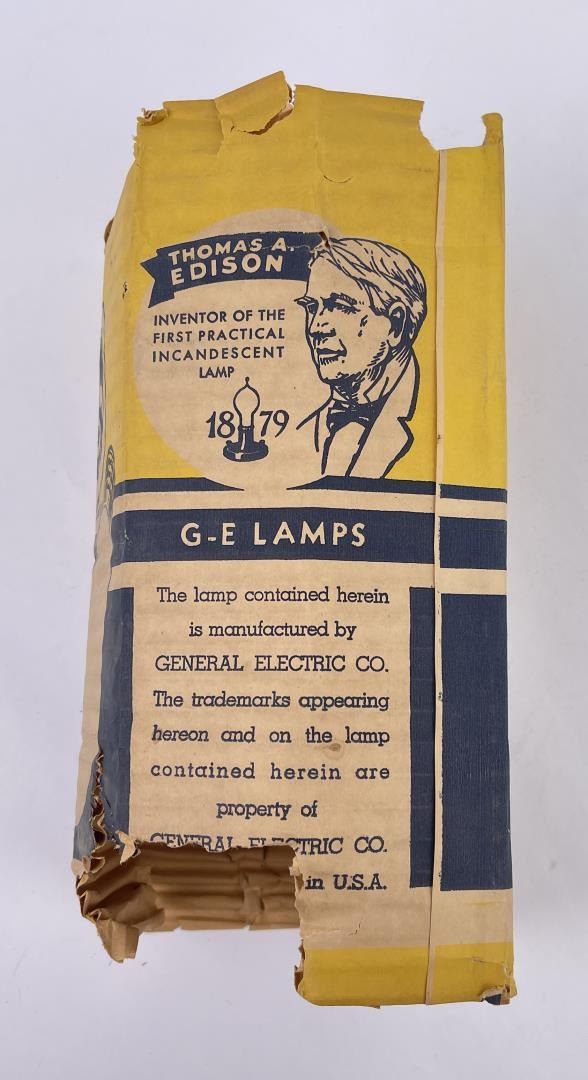 THOMAS A.
EDISON
INVENTOR OF THE
FIRST PRACTICAL
INCANDESCENT
LAMP
1879
G-E LAMPS
The lamp contained herein
is manufactured by
GENERAL ELECTRIC CO.
The trademarks appearing
hereon and on the lamp
contained herein are
property of
GENERAL ELECTRIC CO.
in U.S.A.